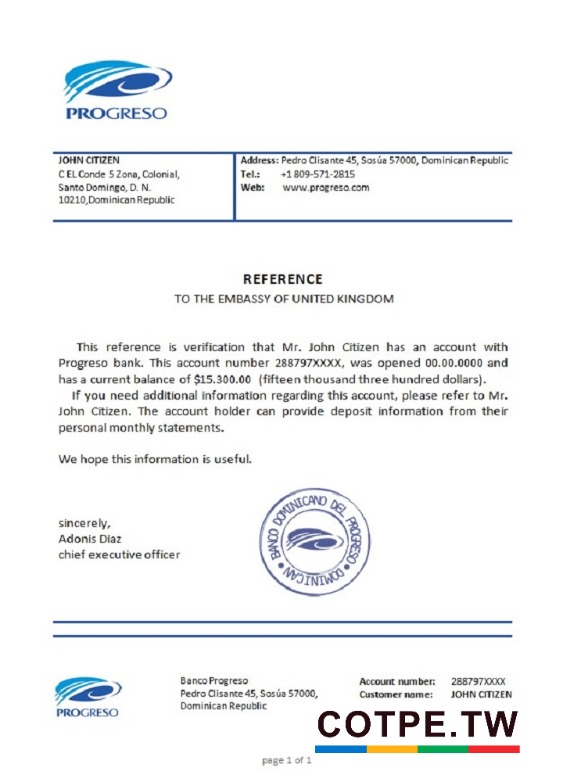 PROGRESO
JOHN CITIZEN
C EL Conde 5 Zona, Colonial,
Santo Domingo, D. N.
10210,Dominican Republic
Address: Pedro Clisante 45, Sosúa 57000, Dominican Republic
Tel.: +1 809-571-2815
Web: www.progreso.com
REFERENCE
TO THE EMBASSY OF UNITED KINGDOM
This reference is verification that Mr. John Citizen has an account with
Progreso bank. This account number 288797XXXX, was opened 00.00.0000 and
has a current balance of $15.300.00 (fifteen thousand three hundred dollars).
If you need additional information regarding this account, please refer to Mr.
John Citizen. The account holder can provide deposit information from their
personal monthly statements.
We hope this information is useful.
sincerely,
Adonis Diaz
chief executive officer
BANCO DOMINICANO DEL PROGRESO
DOMINICAN
PROGRESO
Banco Progreso
Pedro Clisante 45, Sosúa 57000,
Dominican Republic
Account number: 288797XXXX
Customer name: JOHN CITIZEN
COTPE.TW
page 1 of 1